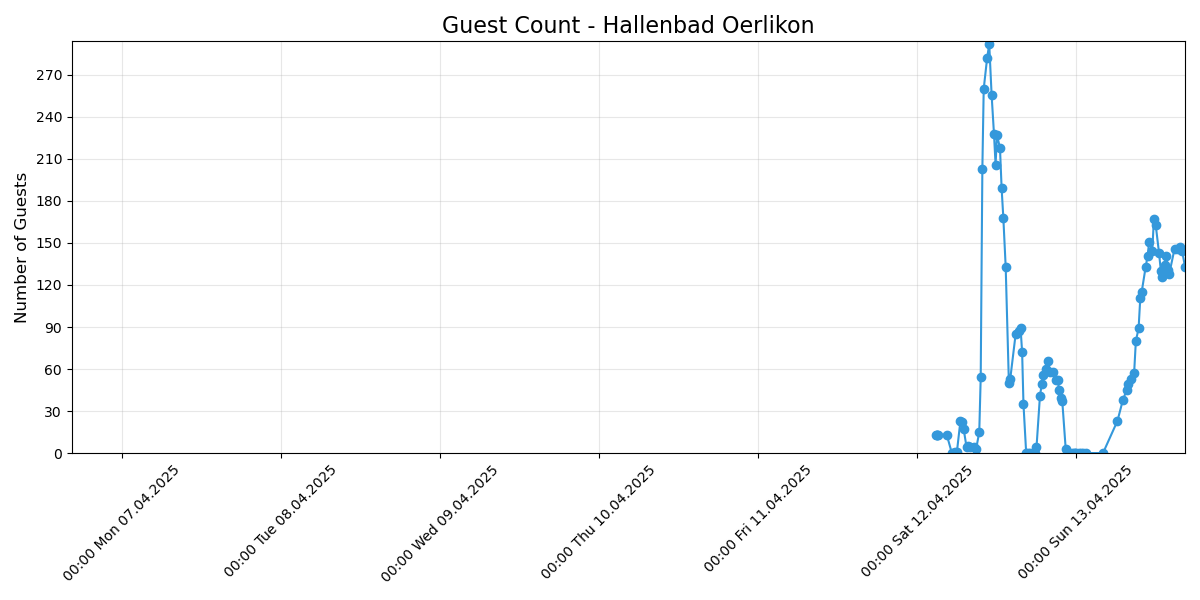 Guest Count - Hallenbad Oerlikon
Number of Guests
270
240
210
180
150
120
90
60
30
0
00:00 Mon 07.04.2025
00:00 Tue 08.04.2025
00:00 Wed 09.04.2025
00:00 Thu 10.04.2025
00:00 Fri 11.04.2025
00:00 Sat 12.04.2025
00:00 Sun 13.04.2025